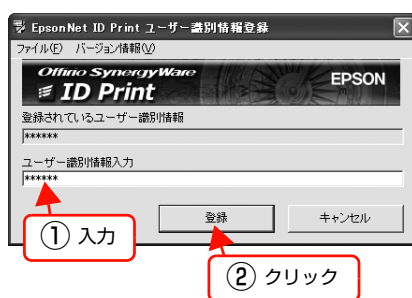 EpsonNet ID Print ユーザー識別情報登録
ファイル(F) バージョン情報(V)
Offirio SynergyWare
ID Print
EPSON
登録されているユーザー識別情報
******
ユーザー識別情報入力
******
登録 キャンセル
① 入力
② クリック